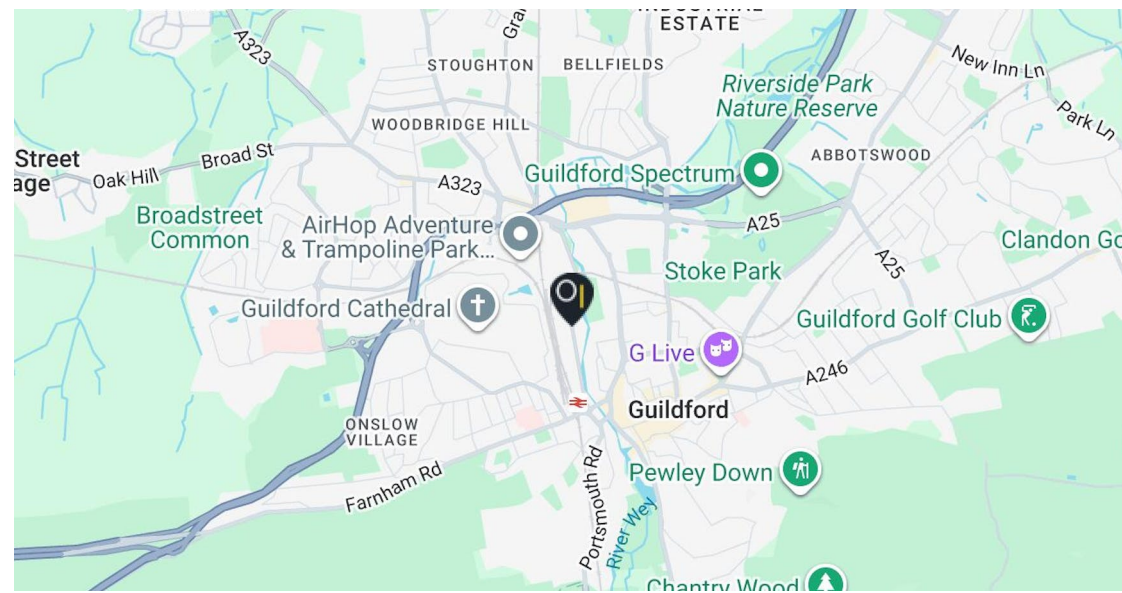 INDUSTRIAL
ESTATE
A323
Gra
STOUGHTON
BELLFIELDS
New Inn Ln
Riverside Park
Nature Reserve
Park Ln
WOODBRIDGE HILL
Street
age
Broad St
Oak Hill
A323
Guildford Spectrum
ABBOTSWOOD
Broadstreet
Common
AirHop Adventure
& Trampoline Park...
A25
A25
Clandon Go
Stoke Park
Guildford Cathedral
Guildford Golf Club
G Live
A246
Guildford
ONSLOW
VILLAGE
Farnham Rd
Portsmouth Rd
River Wey
Pewley Down
Chantry Wood